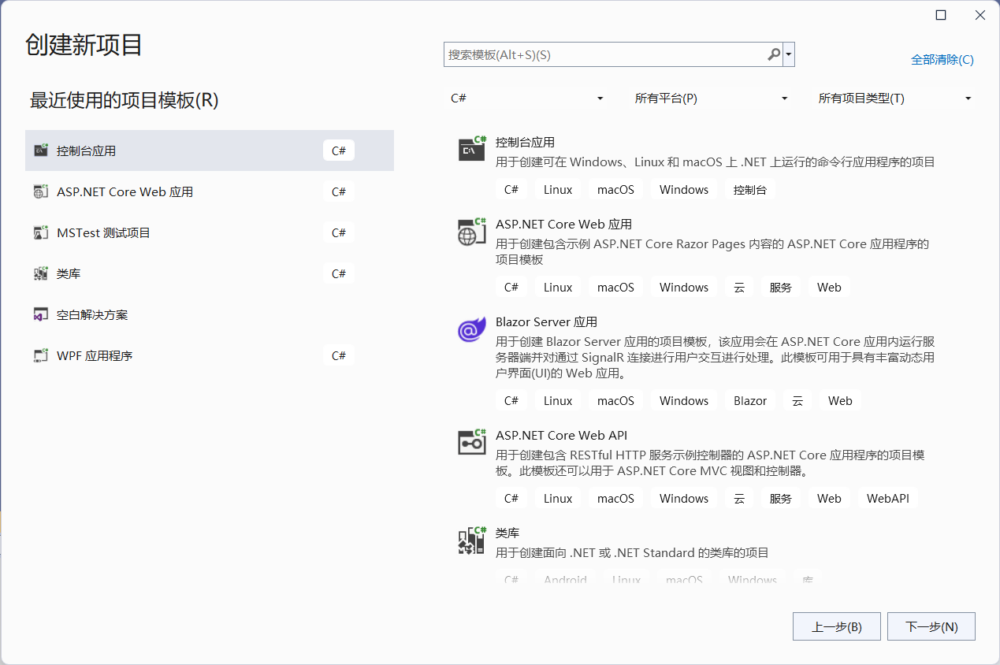 创建新项目
搜索模板(Alt+S)(S)
全部清除(C)
最近使用的项目模板(R)
控制台应用 C#
ASP.NET Core Web 应用 C#
MSTest 测试项目 C#
类库 C#
空白解决方案
WPF 应用程序 C#
C# 所有平台(P) 所有项目类型(T)
控制台应用
用于创建可在 Windows、Linux 和 macOS 上 .NET 上运行的命令行应用程序的项目
C# Linux macOS Windows 控制台
ASP.NET Core Web 应用
用于创建包含示例 ASP.NET Core Razor Pages 内容的 ASP.NET Core 应用程序的
项目模板
C# Linux macOS Windows 云 服务 Web
Blazor Server 应用
用于创建 Blazor Server 应用的项目模板，该应用会在 ASP.NET Core 应用内运行服
务器端并对通过 SignalR 连接进行用户交互进行处理。此模板可用于具有丰富动态用
户界面(UI)的 Web 应用。
C# Linux macOS Windows Blazor 云 Web
ASP.NET Core Web API
用于创建包含 RESTful HTTP 服务示例控制器的 ASP.NET Core 应用程序的项目模
板。此模板还可以用于 ASP.NET Core MVC 视图和控制器。
C# Linux macOS Windows 云 服务 Web WebAPI
类库
用于创建面向 .NET 或 .NET Standard 的类库的项目
C# Android Linux macOS Windows 库
上一步(B) 下一步(N)